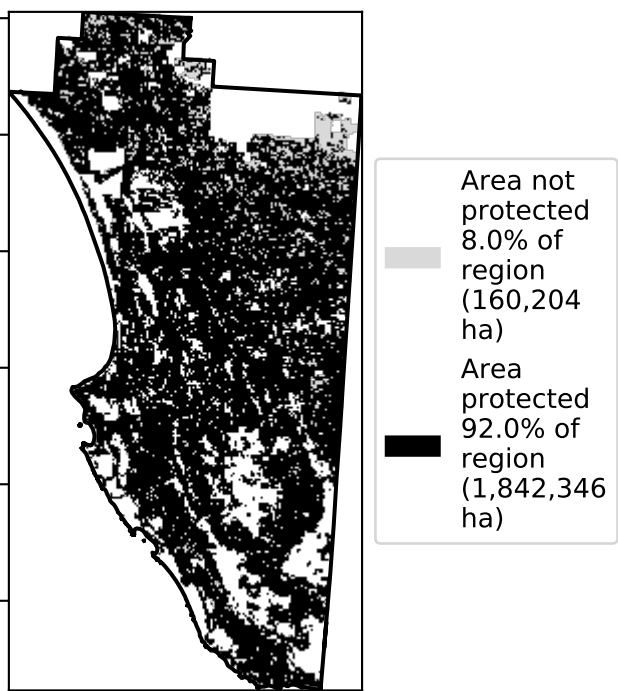 Area not
protected
8.0% of
region
(160,204
ha)
Area
protected
92.0% of
region
(1,842,346
ha)